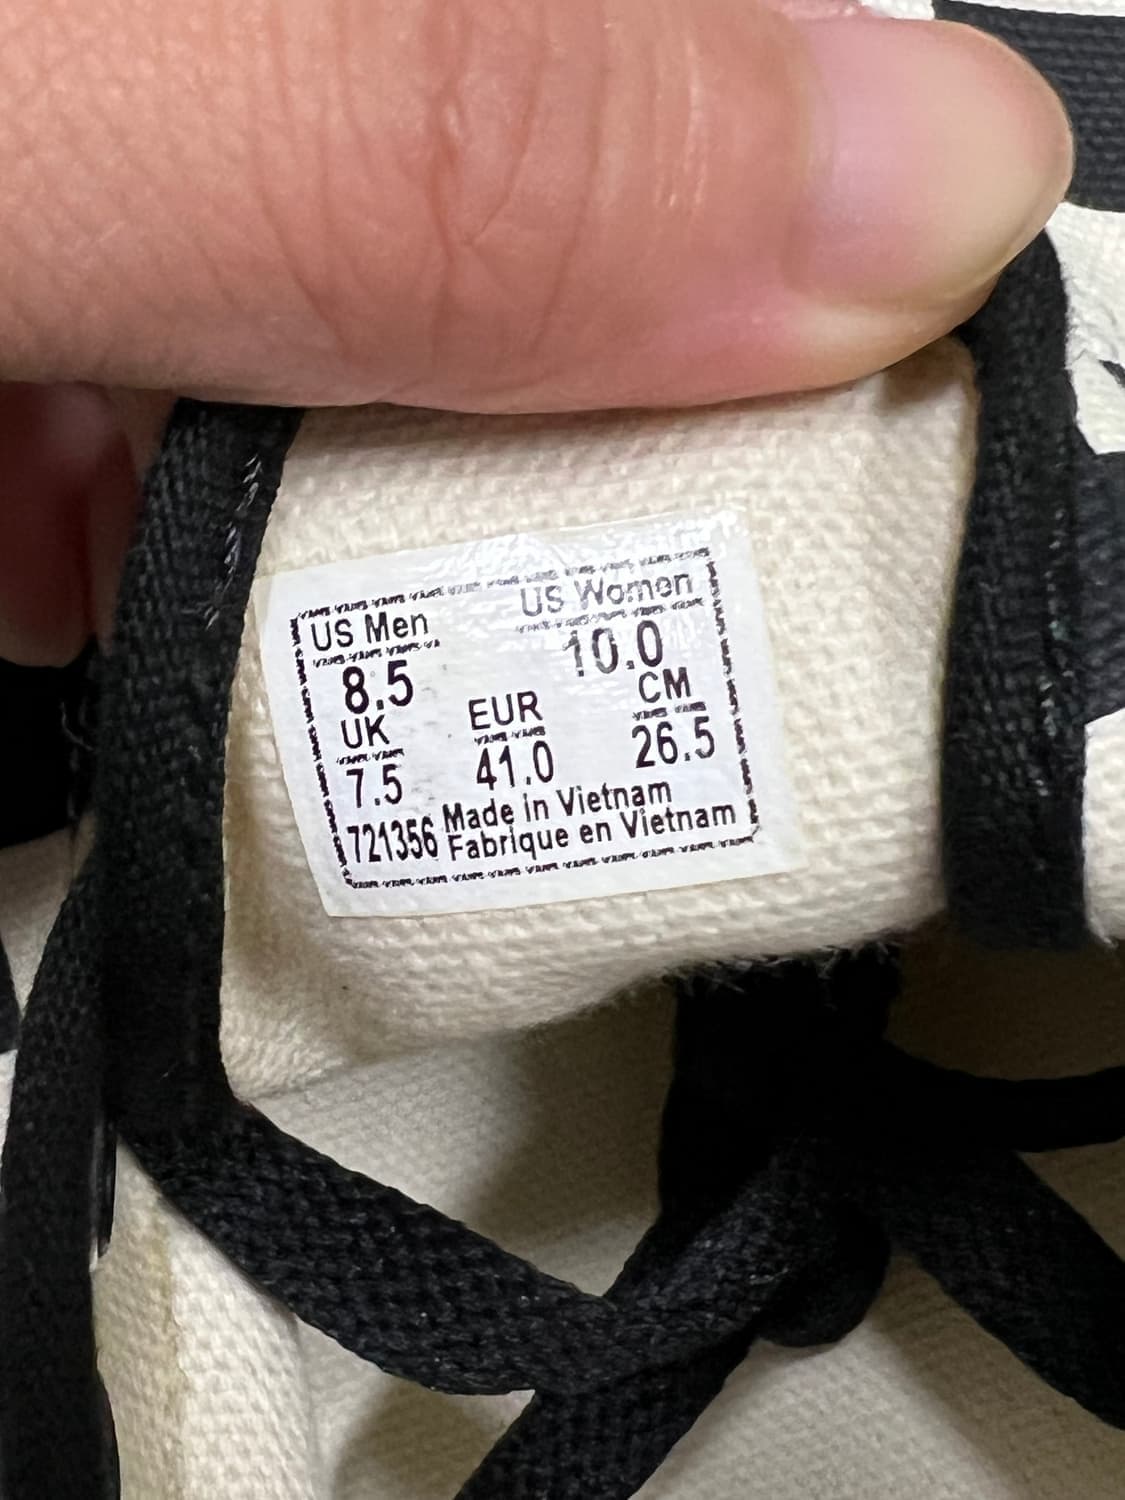 US Men US Women
8.5 10.0
UK EUR CM
7.5 41.0 26.5
721356 Made in Vietnam
Fabrique en Vietnam